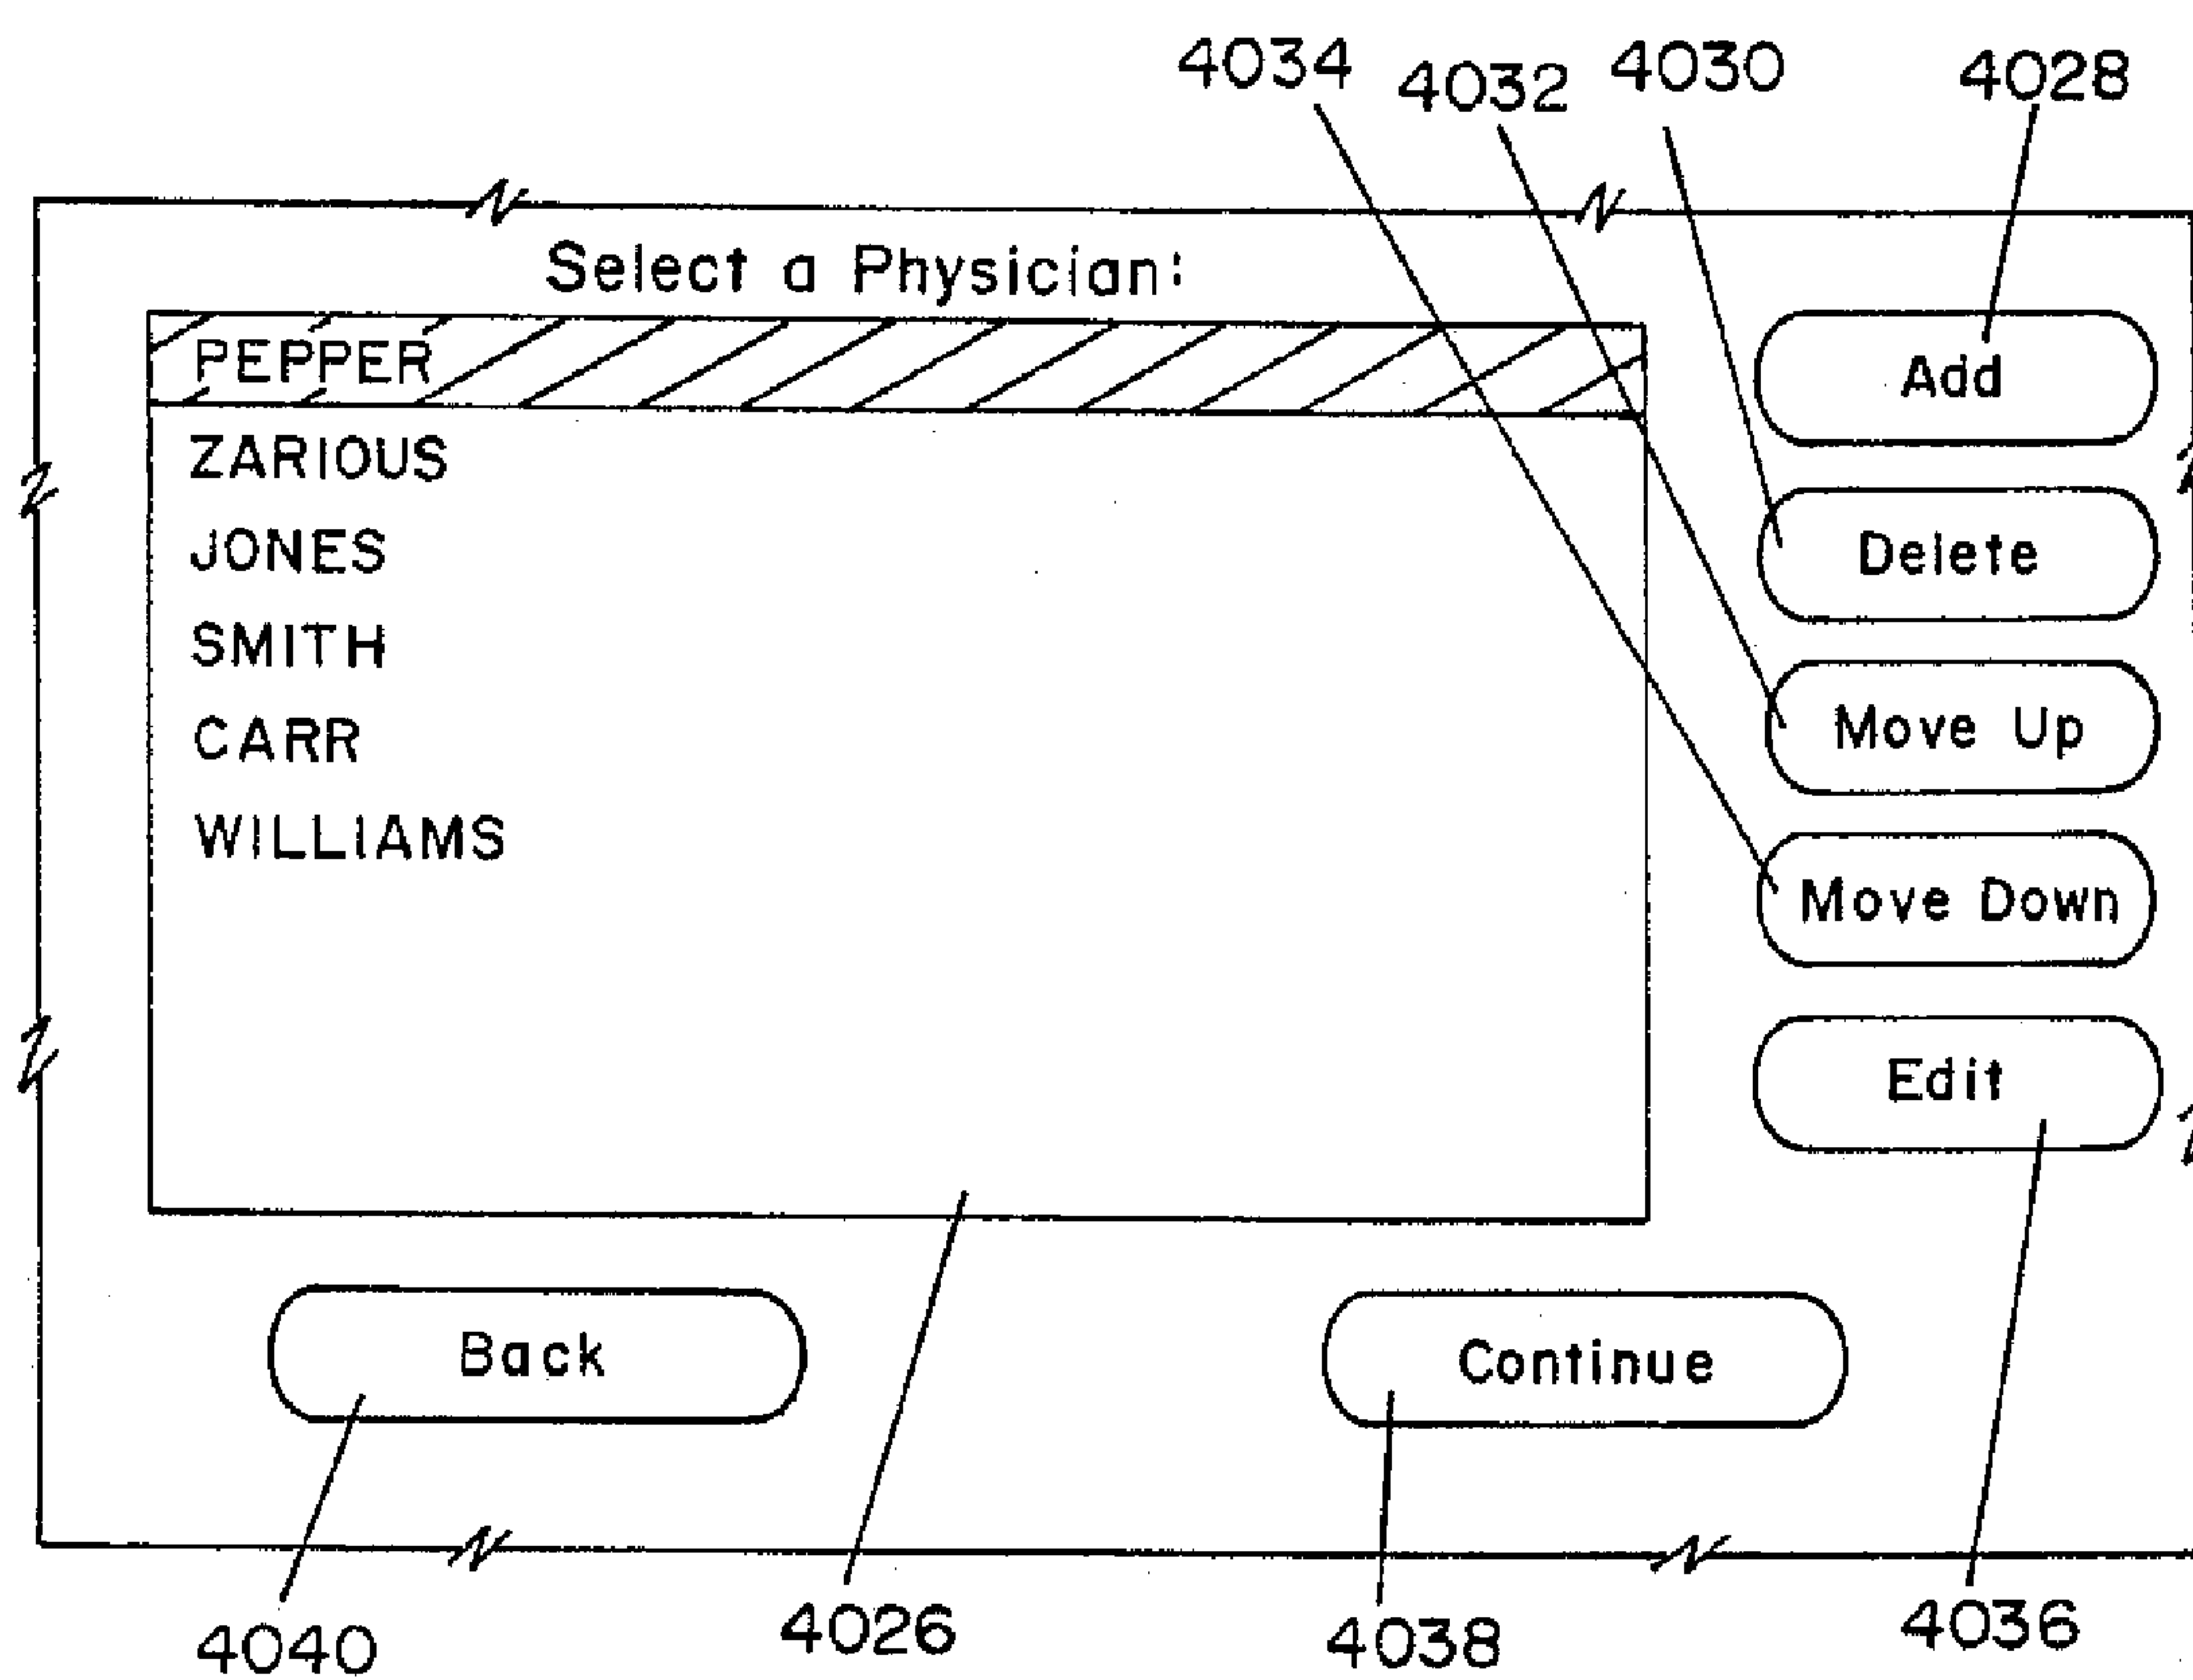 4034 4032 4030 4028
Select a Physician:
PEPPER
ZARIOUS
JONES
SMITH
CARR
WILLIAMS
Add
Delete
Move Up
Move Down
Edit
Back
Continue
4040 4026 4038 4036